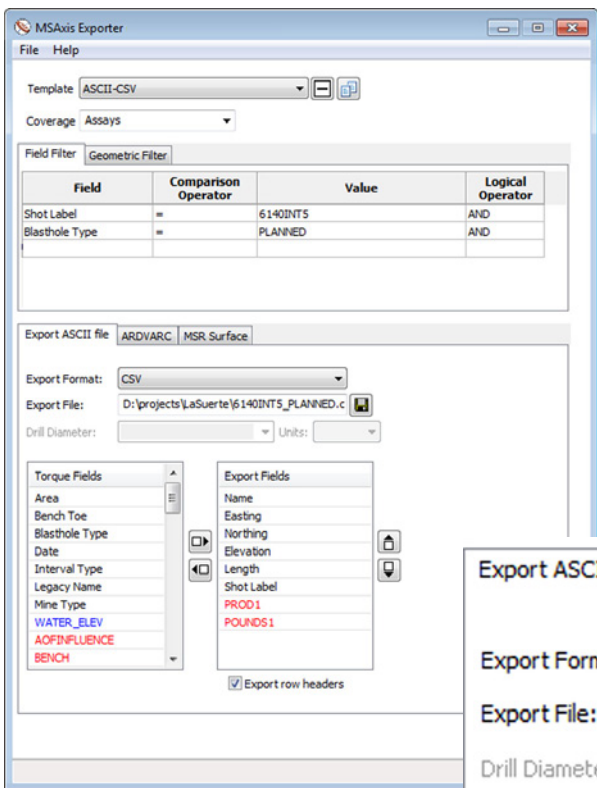 MSAxis Exporter
File Help
Template ASCII-CSV
Coverage Assays
Field Filter Geometric Filter
Field Comparison Operator Value Logical Operator
Shot Label = 6140INT5 AND
Blasthole Type = PLANNED AND
Export ASCII file ARDVARC MSR Surface
Export Format: CSV
Export File: D:\projects\LaSuerte\6140INT5_PLANNED.c
Drill Diameter: Units:
Torque Fields Export Fields
Area Name
Bench Toe Easting
Blasthole Type Northing
Date Elevation
Interval Type Length
Legacy Name Shot Label
Mine Type PROD1
WATER_ELEV POUNDS1
AOFINFLUENCE
BENCH
Export row headers
Export ASCI
Export Form
Export File:
Drill Diamete